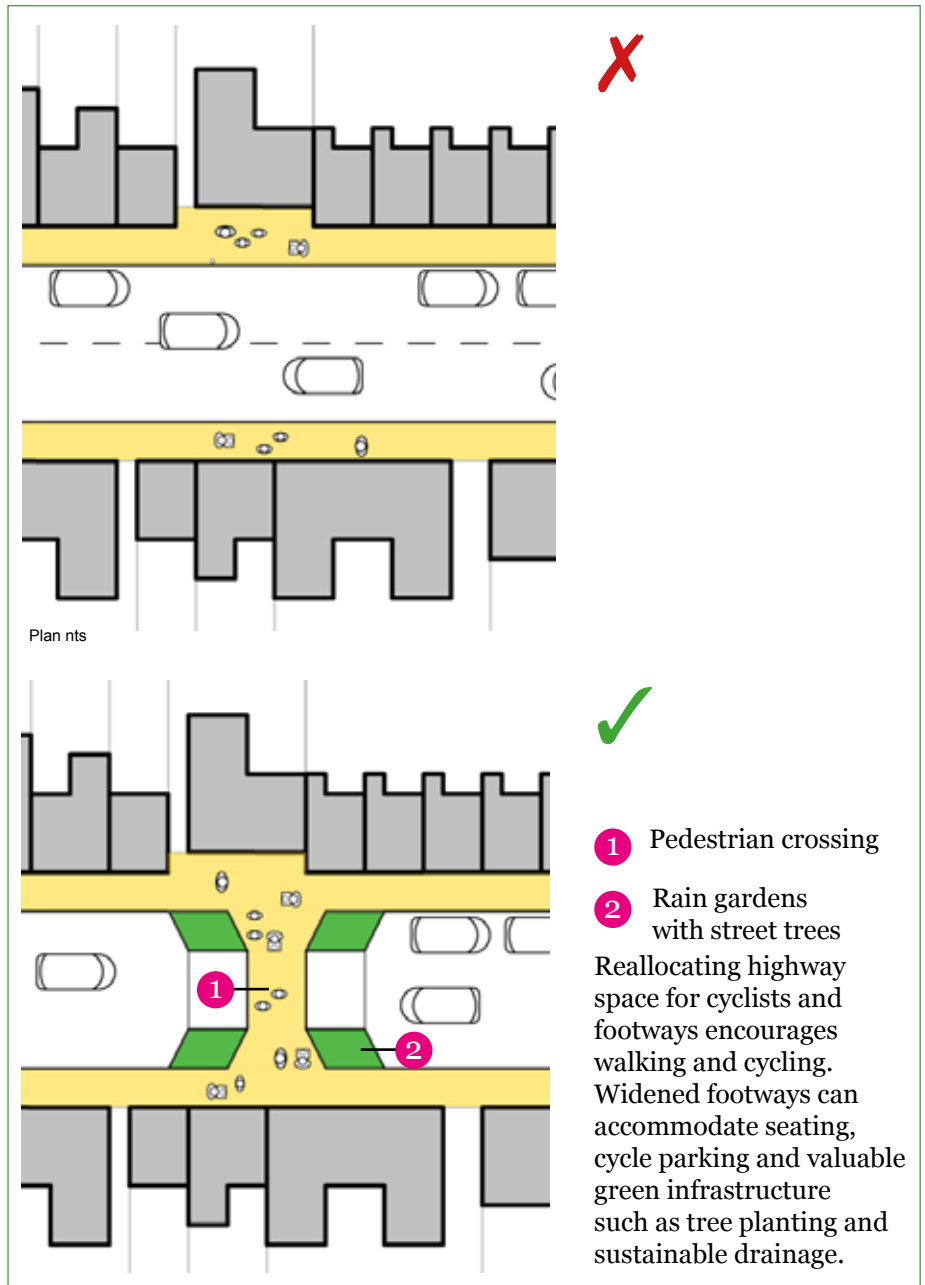 Plan nts
1 Pedestrian crossing
2 Rain gardens
with street trees
Reallocating highway
space for cyclists and
footways encourages
walking and cycling.
Widened footways can
accommodate seating,
cycle parking and valuable
green infrastructure
such as tree planting and
sustainable drainage.
1
2